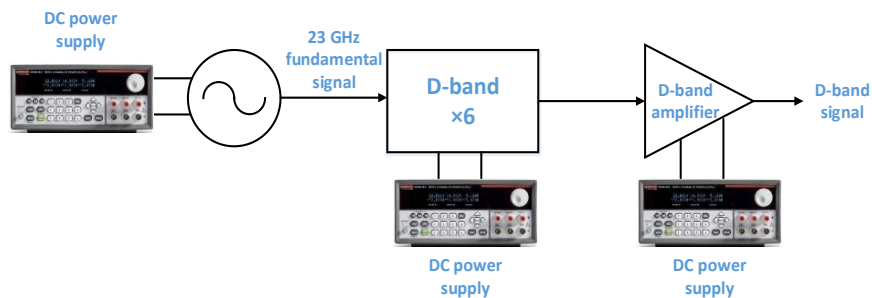 DC power
supply
23 GHz
fundamental
signal
D-band
×6
D-band
amplifier
D-band
signal
DC power
supply
DC power
supply